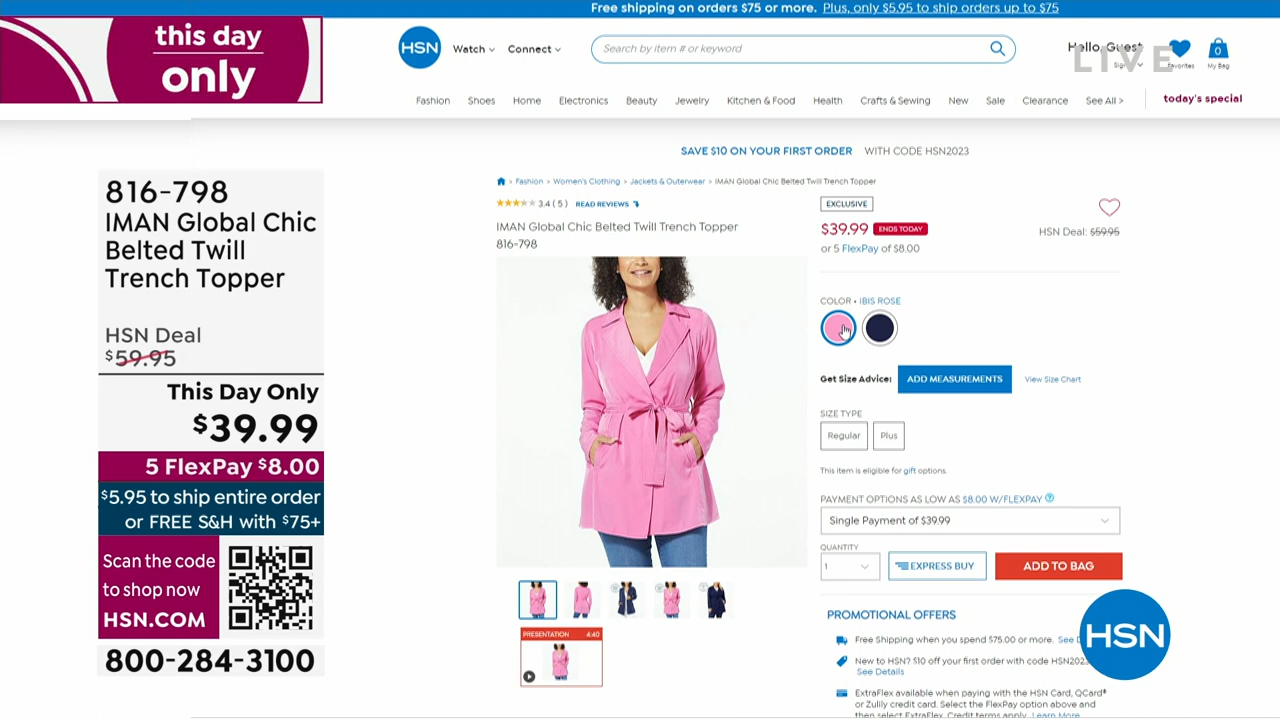 Free shipping on orders $75 or more. Plus, only $5.95 to ship orders up to $75
this day
only
HSN
Watch
Connect
Search by item # or keyword
Hello, Guest
LIVE
Favorites
0
My Bag
Fashion Shoes Home Electronics Beauty Jewelry Kitchen & Food Health Crafts & Sewing New Sale Clearance See All >
today's special
SAVE $10 ON YOUR FIRST ORDER WITH CODE HSN2023
816-798
IMAN Global Chic
Belted Twill
Trench Topper
HSN Deal
$59.95
This Day Only
$39.99
5 FlexPay $8.00
$5.95 to ship entire order
or FREE S&H with $75+
Scan the code
to shop now
HSN.COM
800-284-3100
> Fashion > Women's Clothing > Jackets & Outerwear > IMAN Global Chic Belted Twill Trench Topper
3.4 ( 5 ) READ REVIEWS
IMAN Global Chic Belted Twill Trench Topper
816-798
PRESENTATION 4:40
EXCLUSIVE
$39.99 ENDS TODAY
HSN Deal: $59.95
or 5 FlexPay of $8.00
COLOR • IBIS ROSE
Get Size Advice: ADD MEASUREMENTS View Size Chart
SIZE TYPE
Regular Plus
This item is eligible for gift options.
PAYMENT OPTIONS AS LOW AS $8.00 W/FLEXPAY ?
Single Payment of $39.99
QUANTITY
1
EXPRESS BUY
ADD TO BAG
PROMOTIONAL OFFERS
Free Shipping when you spend $75.00 or more. See
HSN
New to HSN? $10 off your first order with code HSN202
See Details
ExtraFlex available when paying with the HSN Card, QCard®
or Zulily credit card. Select the FlexPay option above and
then select ExtraFlex. Credit terms apply. Learn More